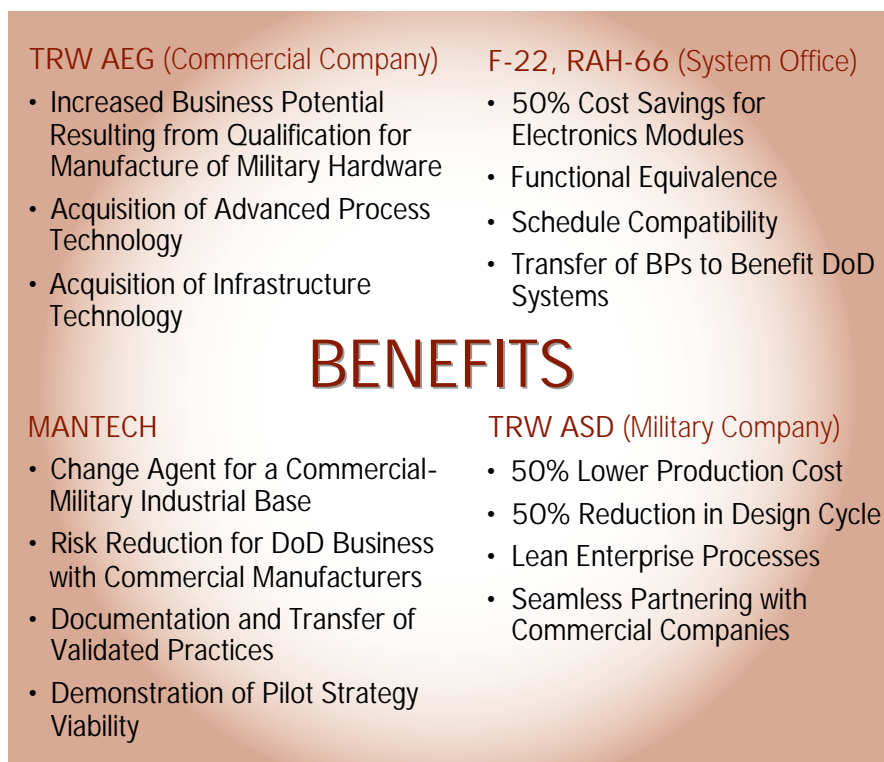 TRW AEG (Commercial Company)
• Increased Business Potential
Resulting from Qualification for
Manufacture of Military Hardware
• Acquisition of Advanced Process
Technology
• Acquisition of Infrastructure
Technology
F-22, RAH-66 (System Office)
• 50% Cost Savings for
Electronics Modules
• Functional Equivalence
• Schedule Compatibility
• Transfer of BPs to Benefit DoD
Systems
BENEFITS
MANTECH
• Change Agent for a Commercial-
Military Industrial Base
• Risk Reduction for DoD Business
with Commercial Manufacturers
• Documentation and Transfer of
Validated Practices
• Demonstration of Pilot Strategy
Viability
TRW ASD (Military Company)
• 50% Lower Production Cost
• 50% Reduction in Design Cycle
• Lean Enterprise Processes
• Seamless Partnering with
Commercial Companies